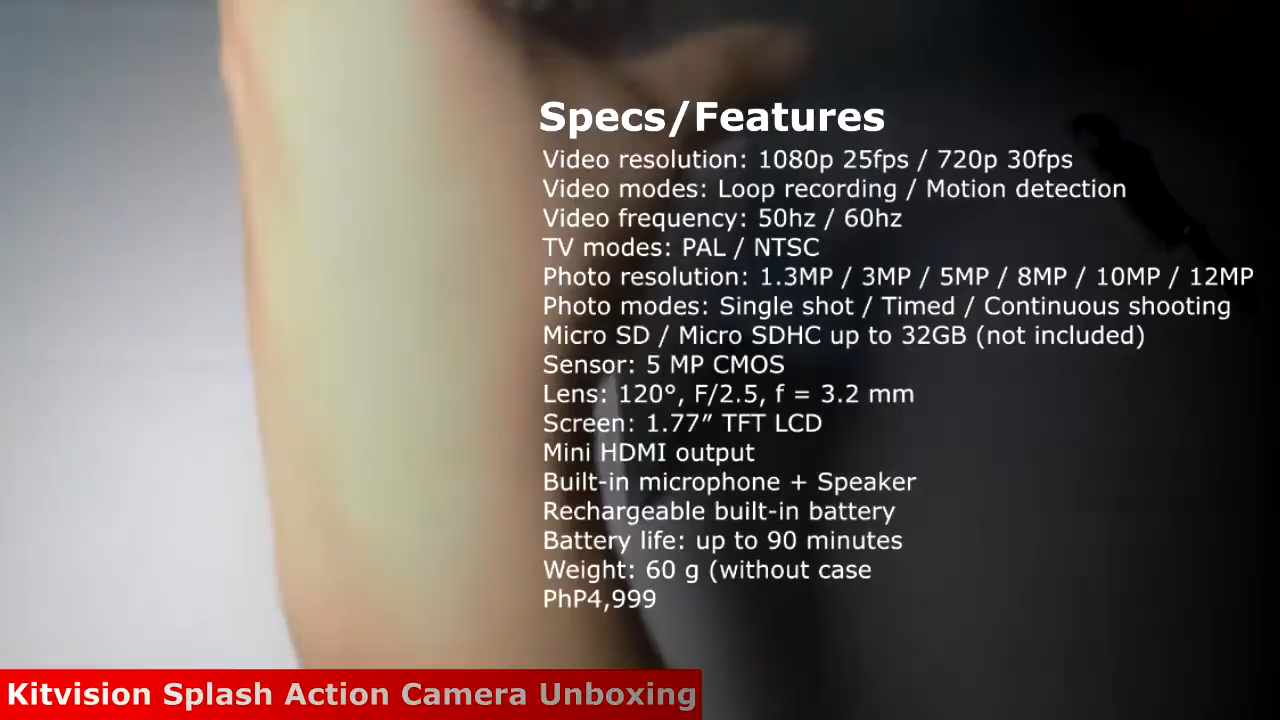 Specs/Features
Video resolution: 1080p 25fps / 720p 30fps
Video modes: Loop recording / Motion detection
Video frequency: 50hz / 60hz
TV modes: PAL / NTSC
Photo resolution: 1.3MP / 3MP / 5MP / 8MP / 10MP / 12MP
Photo modes: Single shot / Timed / Continuous shooting
Micro SD / Micro SDHC up to 32GB (not included)
Sensor: 5 MP CMOS
Lens: 120°, F/2.5, f = 3.2 mm
Screen: 1.77” TFT LCD
Mini HDMI output
Built-in microphone + Speaker
Rechargeable built-in battery
Battery life: up to 90 minutes
Weight: 60 g (without case
PhP4,999
Kitvision Splash Action Camera Unboxing